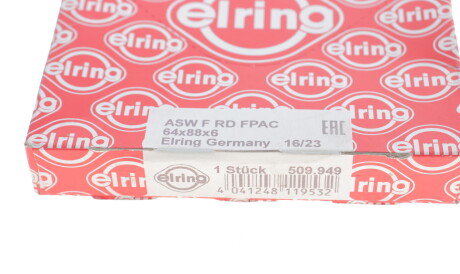 elring
ASW F RD FPAC
64x88x6
Elring Germany 16/23
EAC
elring
1 Stück 509.949
4 041248 119532